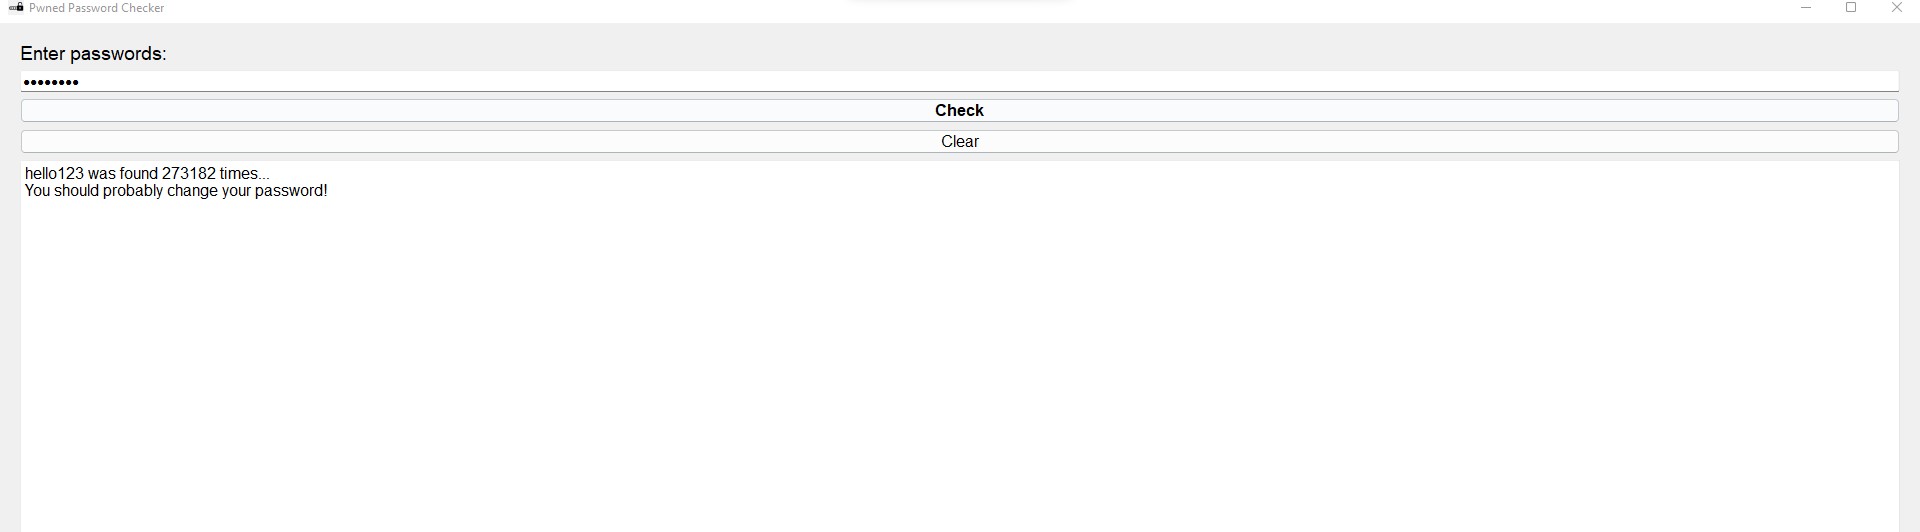 Pwned Password Checker
Enter passwords:
••••••••
Check
Clear
hello123 was found 273182 times...
You should probably change your password!